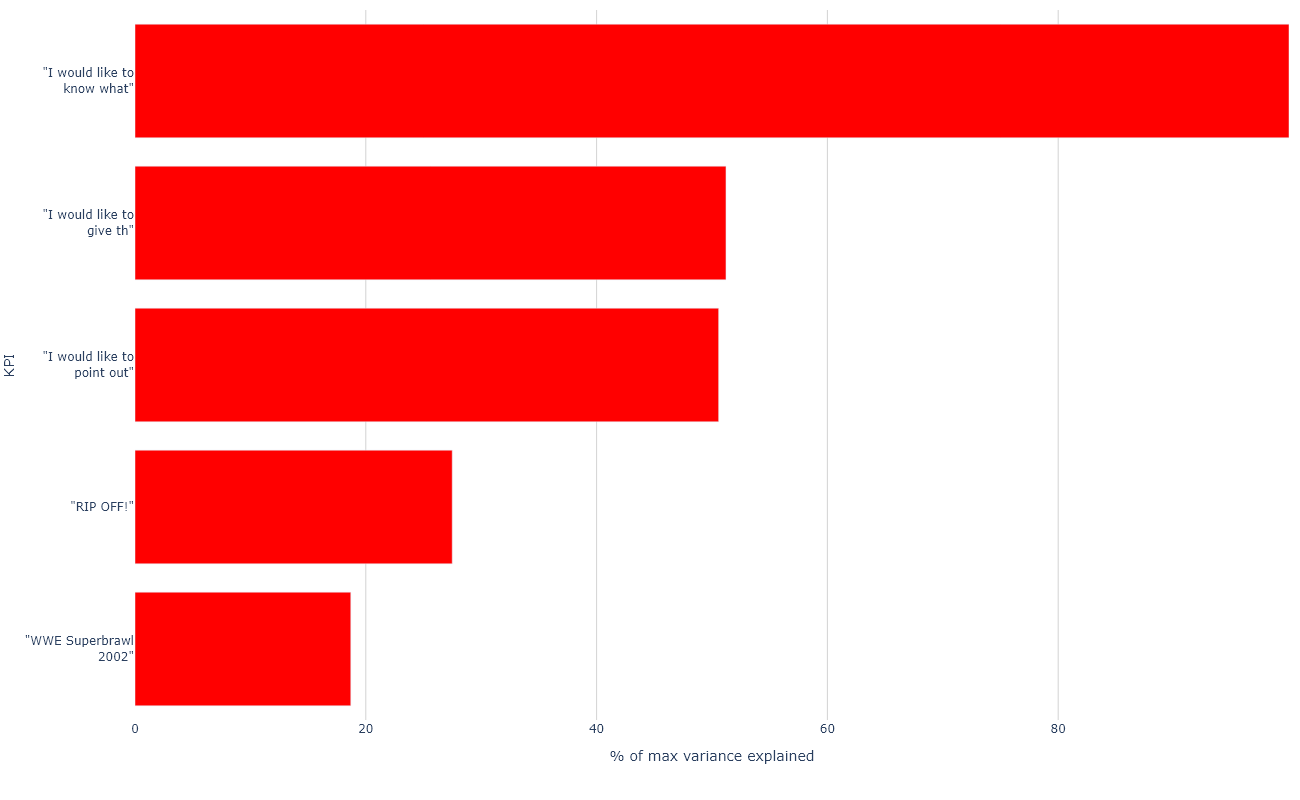 "I would like to
know what"
"I would like to
give th"
"I would like to
point out"
KPI
"RIP OFF!"
"WWE Superbrawl
2002"
0 20 40 60 80
% of max variance explained